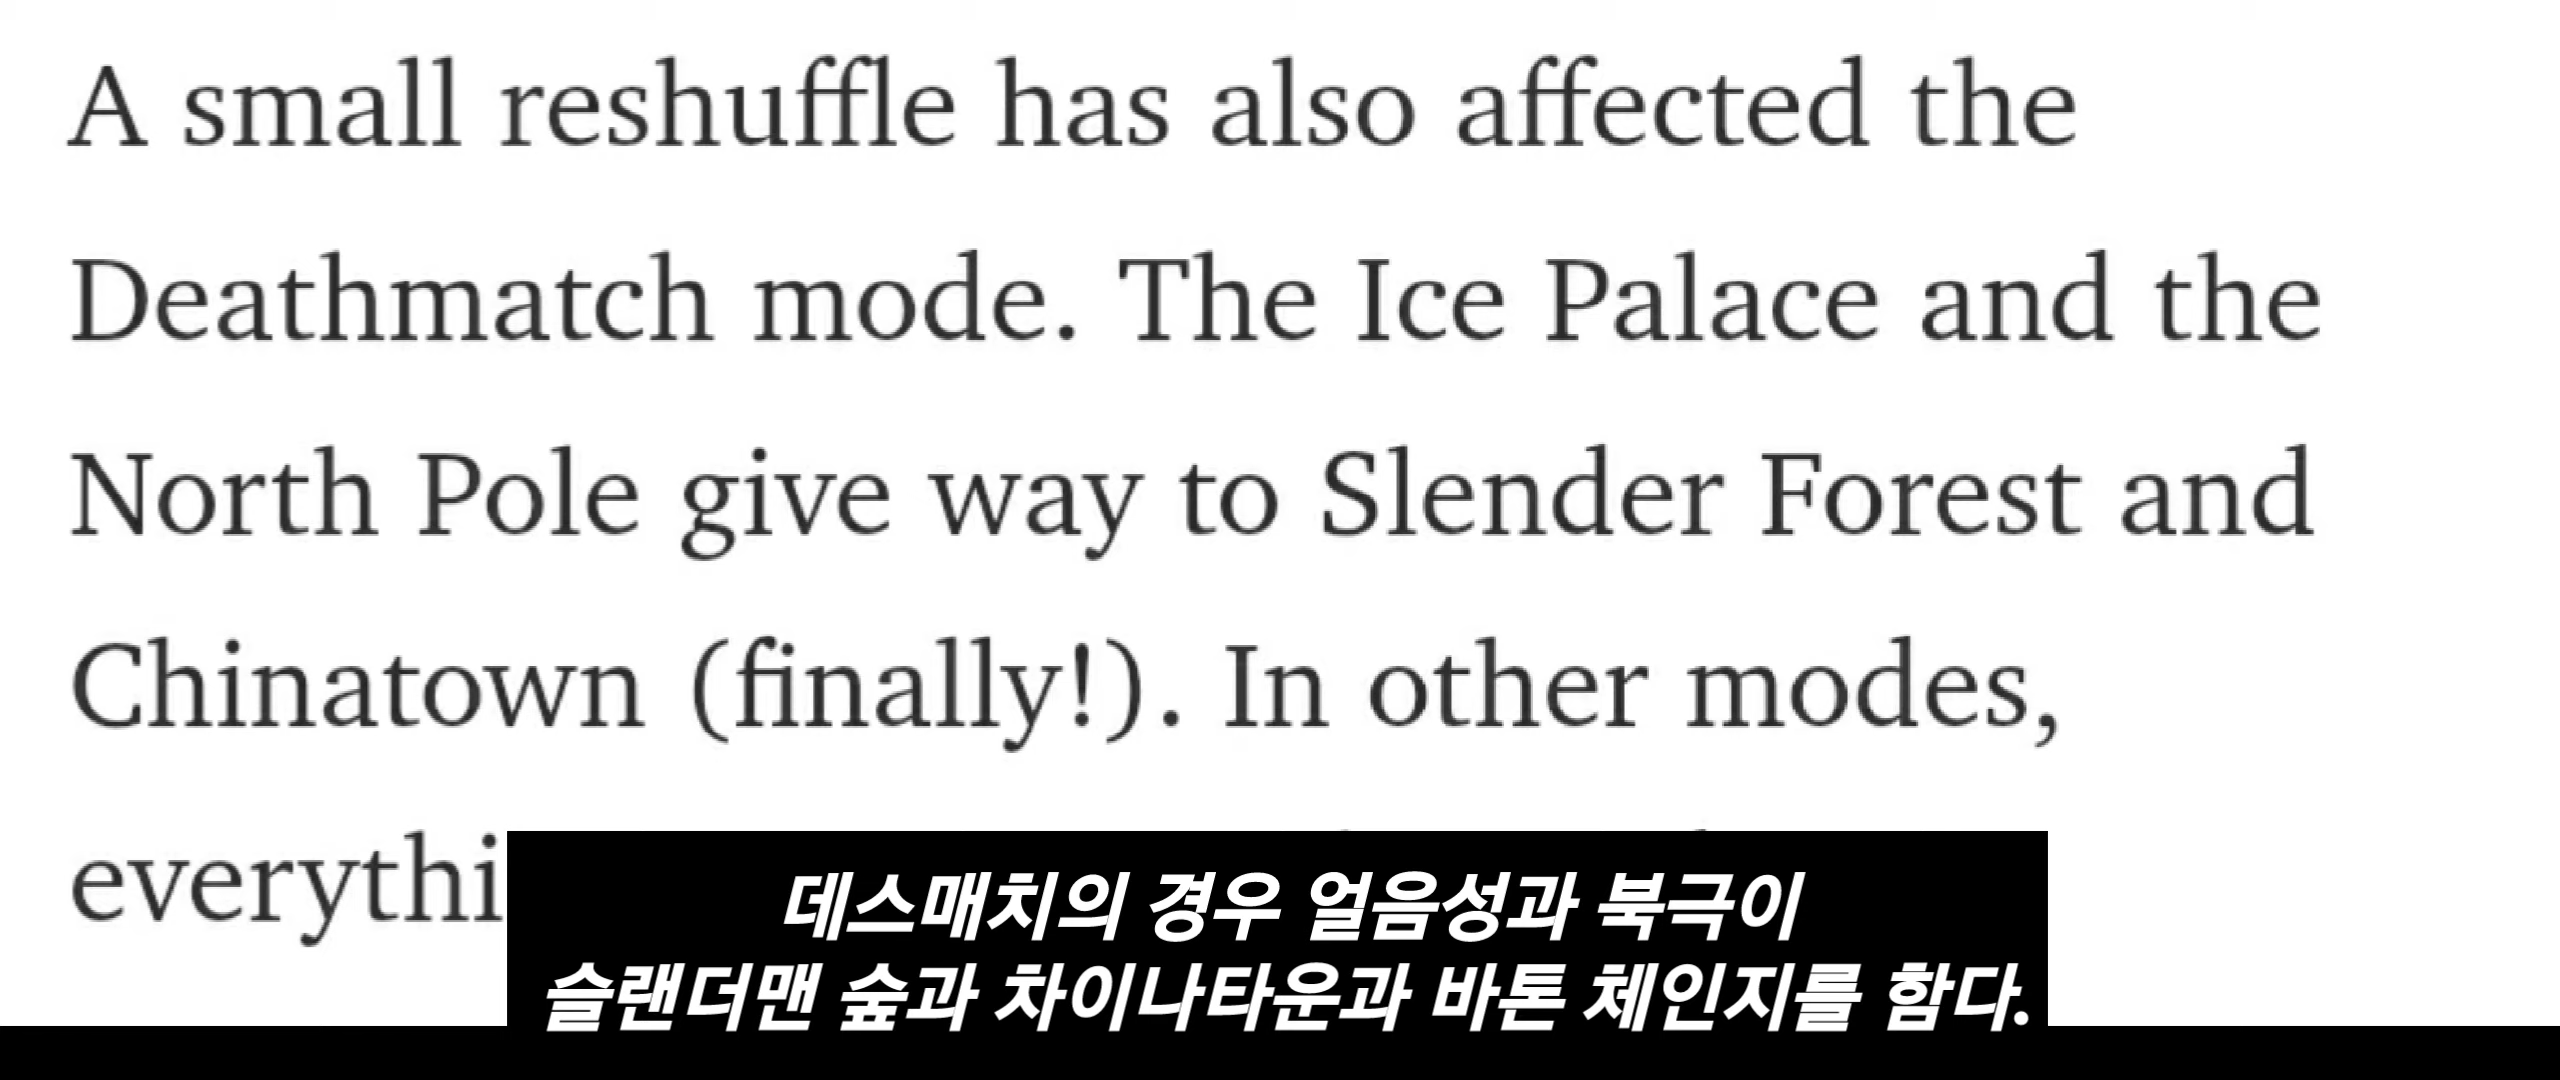 A small reshuffle has also affected the
Deathmatch mode. The Ice Palace and the
North Pole give way to Slender Forest and
Chinatown (finally!). In other modes,
everythi
데스매치의 경우 얼음성과 북극이
슬랜더맨 숲과 차이나타운과 바톤 체인지를 함다.